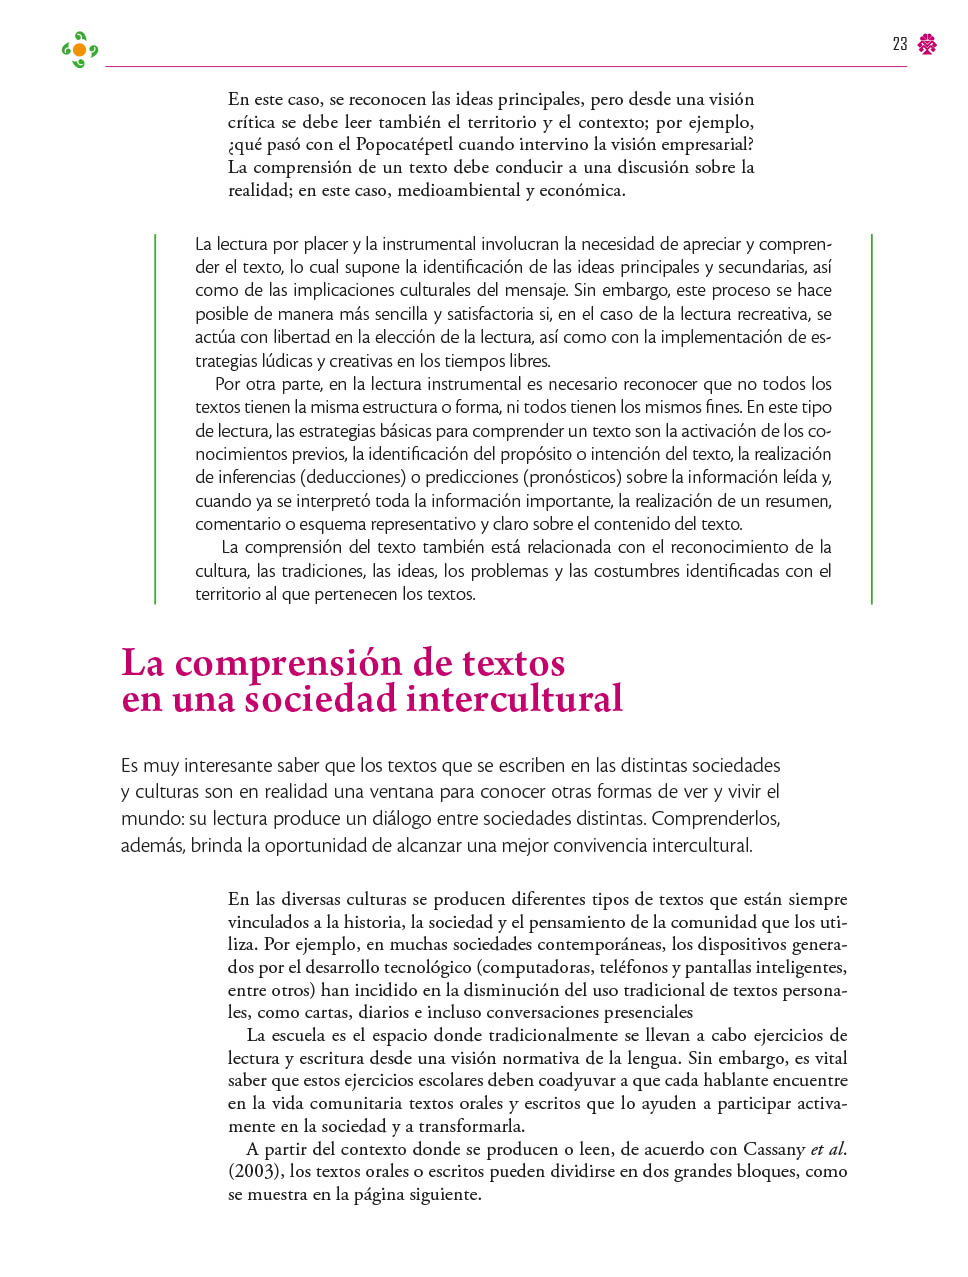 23
En este caso, se reconocen las ideas principales, pero desde una visión
crítica se debe leer también el territorio y el contexto; por ejemplo,
¿qué pasó con el Popocatépetl cuando intervino la visión empresarial?
La comprensión de un texto debe conducir a una discusión sobre la
realidad; en este caso, medioambiental y económica.
La lectura por placer y la instrumental involucran la necesidad de apreciar y compren-
der el texto, lo cual supone la identificación de las ideas principales y secundarias, así
como de las implicaciones culturales del mensaje. Sin embargo, este proceso se hace
posible de manera más sencilla y satisfactoria si, en el caso de la lectura recreativa, se
actúa con libertad en la elección de la lectura, así como con la implementación de es-
trategias lúdicas y creativas en los tiempos libres.
Por otra parte, en la lectura instrumental es necesario reconocer que no todos los
textos tienen la misma estructura o forma, ni todos tienen los mismos fines. En este tipo
de lectura, las estrategias básicas para comprender un texto son la activación de los co-
nocimientos previos, la identificación del propósito o intención del texto, la realización
de inferencias (deducciones) o predicciones (pronósticos) sobre la información leída y,
cuando ya se interpretó toda la información importante, la realización de un resumen,
comentario o esquema representativo y claro sobre el contenido del texto.
La comprensión del texto también está relacionada con el reconocimiento de la
cultura, las tradiciones, las ideas, los problemas y las costumbres identificadas con el
territorio al que pertenecen los textos.
La comprensión de textos
en una sociedad intercultural
Es muy interesante saber que los textos que se escriben en las distintas sociedades
y culturas son en realidad una ventana para conocer otras formas de ver y vivir el
mundo: su lectura produce un diálogo entre sociedades distintas. Comprenderlos,
además, brinda la oportunidad de alcanzar una mejor convivencia intercultural.
En las diversas culturas se producen diferentes tipos de textos que están siempre
vinculados a la historia, la sociedad y el pensamiento de la comunidad que los uti-
liza. Por ejemplo, en muchas sociedades contemporáneas, los dispositivos genera-
dos por el desarrollo tecnológico (computadoras, teléfonos y pantallas inteligentes,
entre otros) han incidido en la disminución del uso tradicional de textos persona-
les, como cartas, diarios e incluso conversaciones presenciales
La escuela es el espacio donde tradicionalmente se llevan a cabo ejercicios de
lectura y escritura desde una visión normativa de la lengua. Sin embargo, es vital
saber que estos ejercicios escolares deben coadyuvar a que cada hablante encuentre
en la vida comunitaria textos orales y escritos que lo ayuden a participar activa-
mente en la sociedad y a transformarla.
A partir del contexto donde se producen o leen, de acuerdo con Cassany et al.
(2003), los textos orales o escritos pueden dividirse en dos grandes bloques, como
se muestra en la página siguiente.